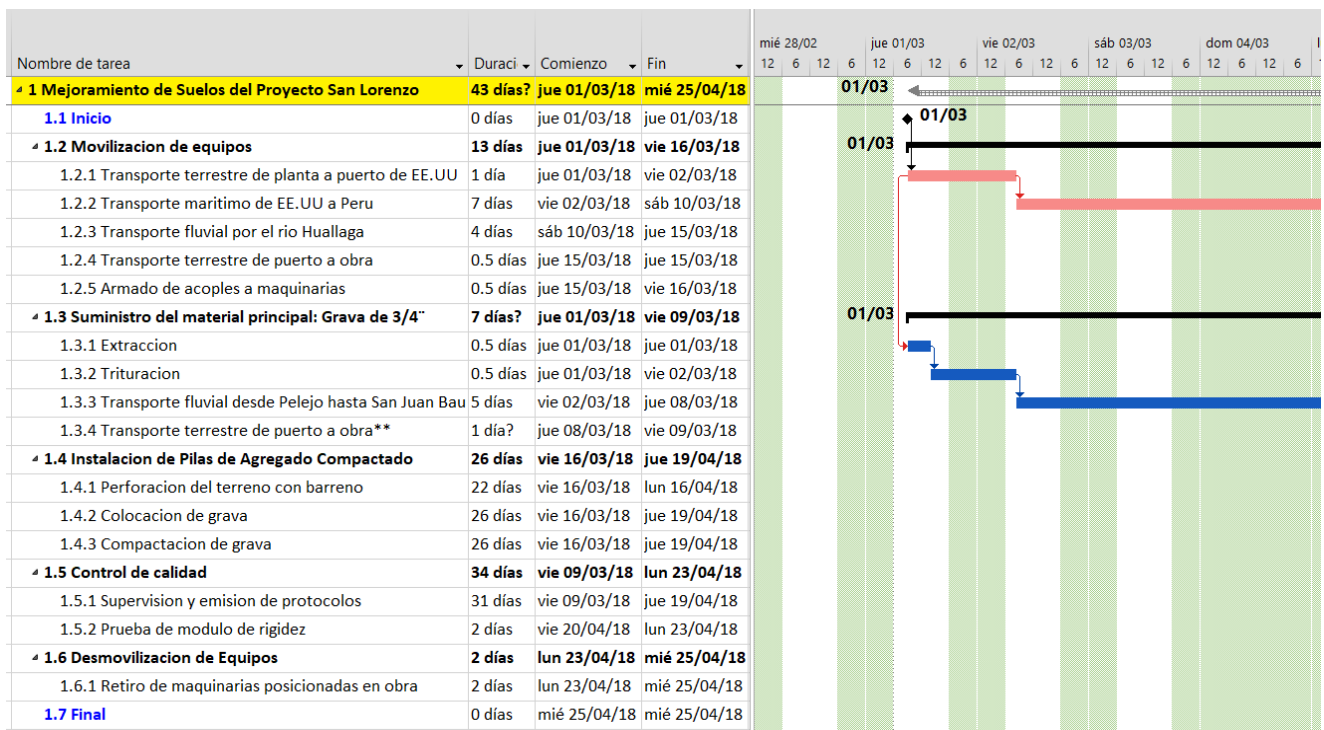 mié 28/02 jue 01/03 vie 02/03 sáb 03/03 dom 04/03
Nombre de tarea Duraci Comienzo Fin 12 6 12 6 12 6 12 6 12 6 12 6 12 6 12 6 12 6 12 6
1 Mejoramiento de Suelos del Proyecto San Lorenzo 43 días? jue 01/03/18 mié 25/04/18 01/03
1.1 Inicio 0 días jue 01/03/18 jue 01/03/18 01/03
1.2 Movilizacion de equipos 13 días jue 01/03/18 vie 16/03/18 01/03
1.2.1 Transporte terrestre de planta a puerto de EE.UU 1 día jue 01/03/18 vie 02/03/18
1.2.2 Transporte maritimo de EE.UU a Peru 7 días vie 02/03/18 sáb 10/03/18
1.2.3 Transporte fluvial por el rio Huallaga 4 días sáb 10/03/18 jue 15/03/18
1.2.4 Transporte terrestre de puerto a obra 0.5 días jue 15/03/18 jue 15/03/18
1.2.5 Armado de acoples a maquinarias 0.5 días jue 15/03/18 vie 16/03/18
1.3 Suministro del material principal: Grava de 3/4¨ 7 días? jue 01/03/18 vie 09/03/18 01/03
1.3.1 Extraccion 0.5 días jue 01/03/18 jue 01/03/18
1.3.2 Trituracion 0.5 días jue 01/03/18 vie 02/03/18
1.3.3 Transporte fluvial desde Pelejo hasta San Juan Bau 5 días vie 02/03/18 jue 08/03/18
1.3.4 Transporte terrestre de puerto a obra** 1 día? jue 08/03/18 vie 09/03/18
1.4 Instalacion de Pilas de Agregado Compactado 26 días vie 16/03/18 jue 19/04/18
1.4.1 Perforacion del terreno con barreno 22 días vie 16/03/18 lun 16/04/18
1.4.2 Colocacion de grava 26 días vie 16/03/18 jue 19/04/18
1.4.3 Compactacion de grava 26 días vie 16/03/18 jue 19/04/18
1.5 Control de calidad 34 días vie 09/03/18 lun 23/04/18
1.5.1 Supervision y emision de protocolos 31 días vie 09/03/18 jue 19/04/18
1.5.2 Prueba de modulo de rigidez 2 días vie 20/04/18 lun 23/04/18
1.6 Desmovilizacion de Equipos 2 días lun 23/04/18 mié 25/04/18
1.6.1 Retiro de maquinarias posicionadas en obra 2 días lun 23/04/18 mié 25/04/18
1.7 Final 0 días mié 25/04/18 mié 25/04/18